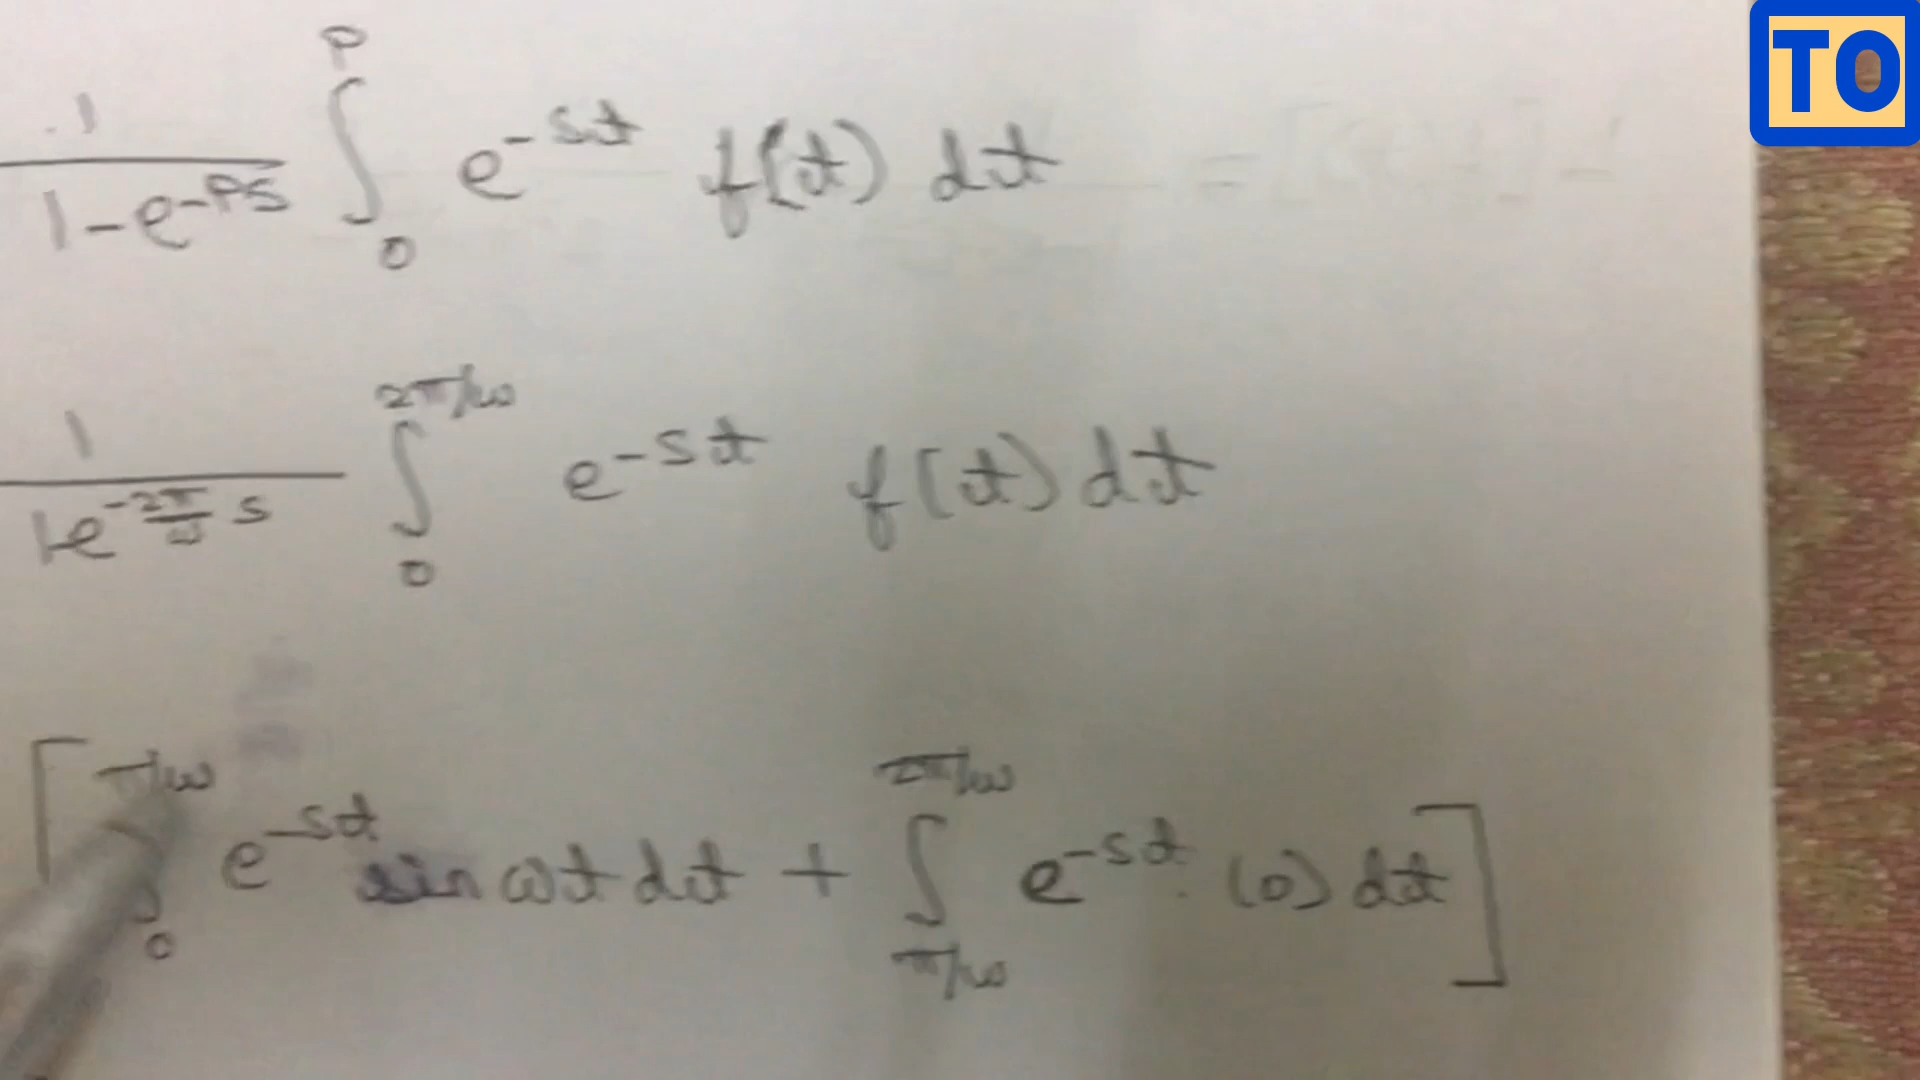 TO
1/(1-e^{-PS}) ∫_0^P e^{-st} f(t) dt
1/(1-e^{-2π/ω s}) ∫_0^{2π/ω} e^{-st} f(t) dt
[∫_0^{π/ω} e^{-st} sin ωt dt + ∫_{π/ω}^{2π/ω} e^{-st} (0) dt]